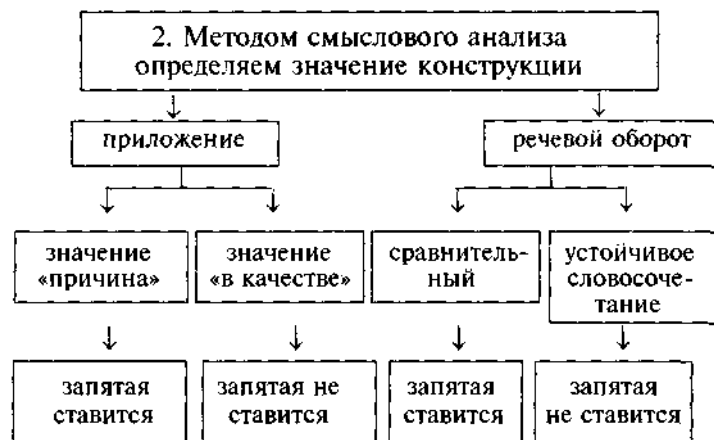 2. Методом смыслового анализа
определяем значение конструкции
приложение
речевой оборот
значение
«причина»
значение
«в качестве»
сравнитель-
ный
устойчивое
словосоче-
тание
запятая
ставится
запятая не
ставится
запятая
ставится
запятая
не ставится